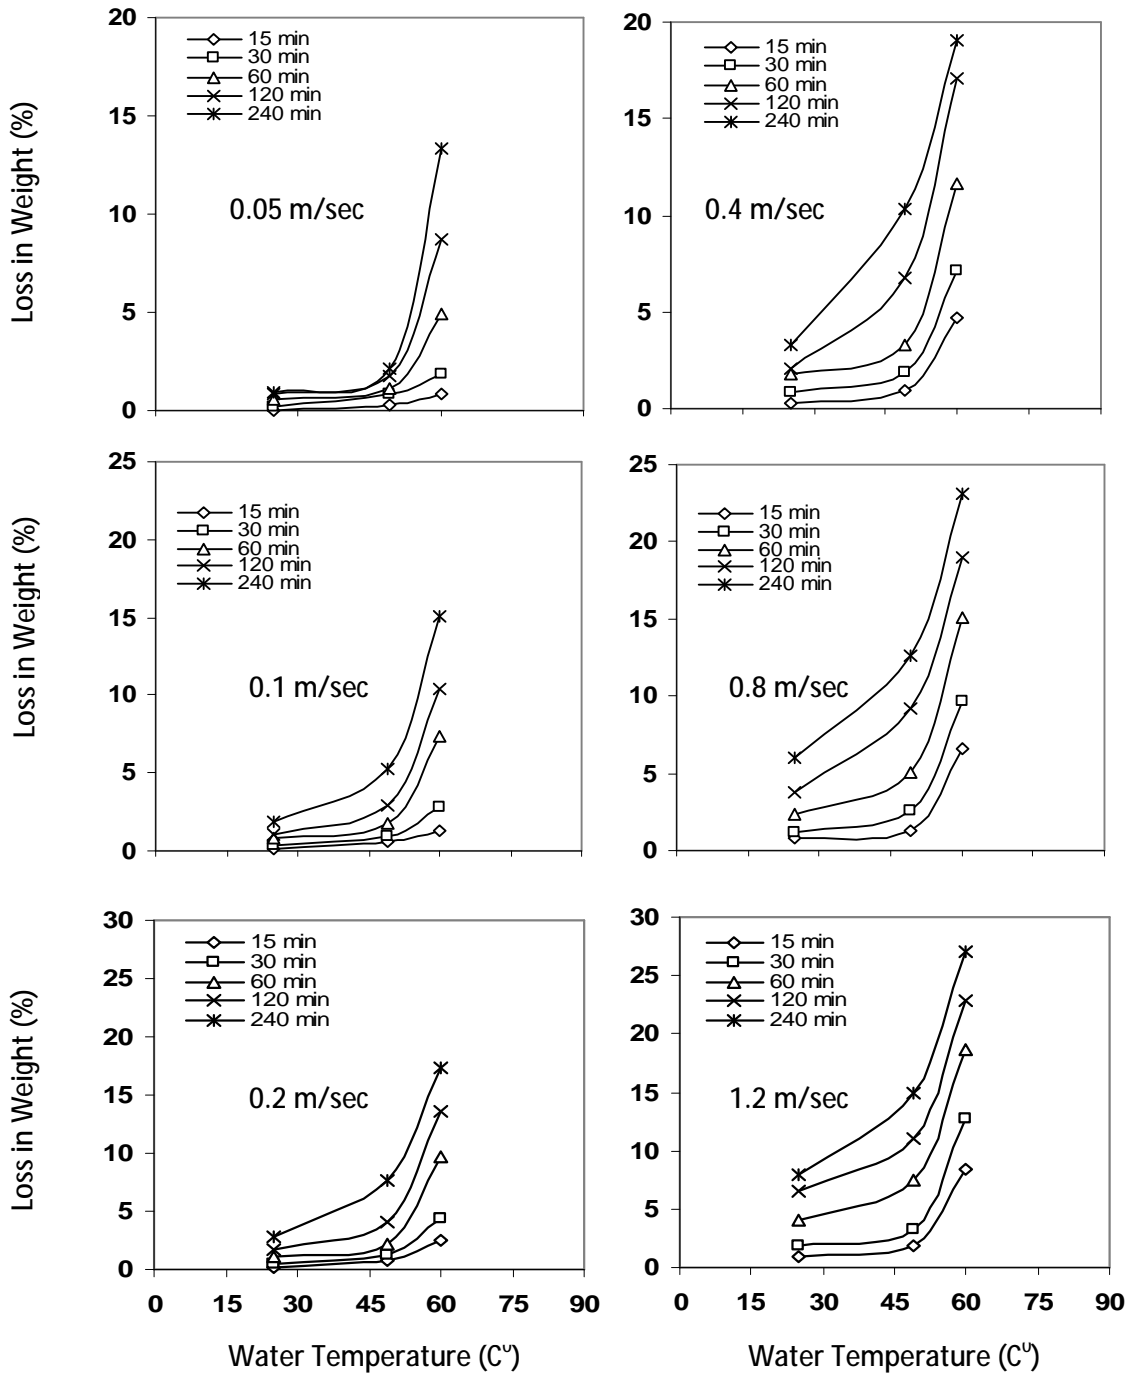 20
15
10
5
0
Loss in Weight (%)
15 min
30 min
60 min
120 min
240 min
0.05 m/sec
20
15
10
5
0
15 min
30 min
60 min
120 min
240 min
0.4 m/sec
25
20
15
10
5
0
Loss in Weight (%)
15 min
30 min
60 min
120 min
240 min
0.1 m/sec
25
20
15
10
5
0
15 min
30 min
60 min
120 min
240 min
0.8 m/sec
30
25
20
15
10
5
0
Loss in Weight (%)
15 min
30 min
60 min
120 min
240 min
0.2 m/sec
0 30 45 60 75 90
Water Temperature (C⁰)
30
25
20
15
10
5
0
15 min
30 min
60 min
120 min
240 min
1.2 m/sec
0 30 45 60 75 90
Water Temperature (C⁰)